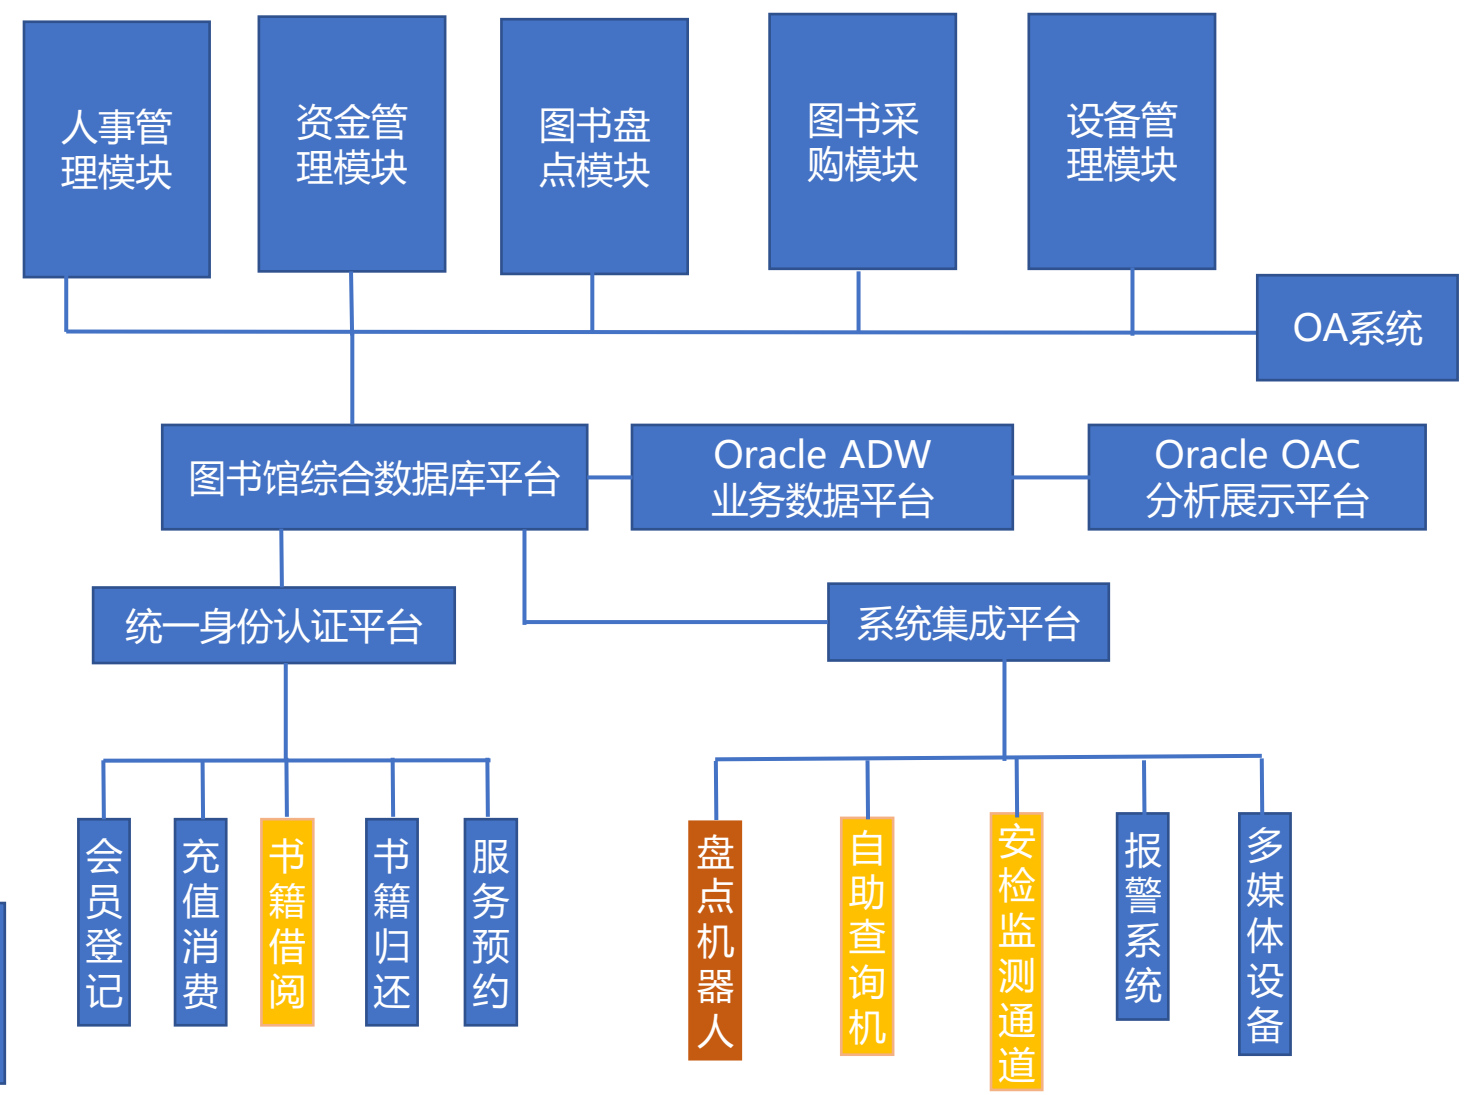 人事管
理模块
资金管
理模块
图书盘
点模块
图书采
购模块
设备管
理模块
OA系统
图书馆综合数据库平台
Oracle ADW
业务数据平台
Oracle OAC
分析展示平台
统一身份认证平台
系统集成平台
会员登记
充值消费
书籍借阅
书籍归还
服务预约
盘点机器人
自助查询机
安检监测通道
报警系统
多媒体设备